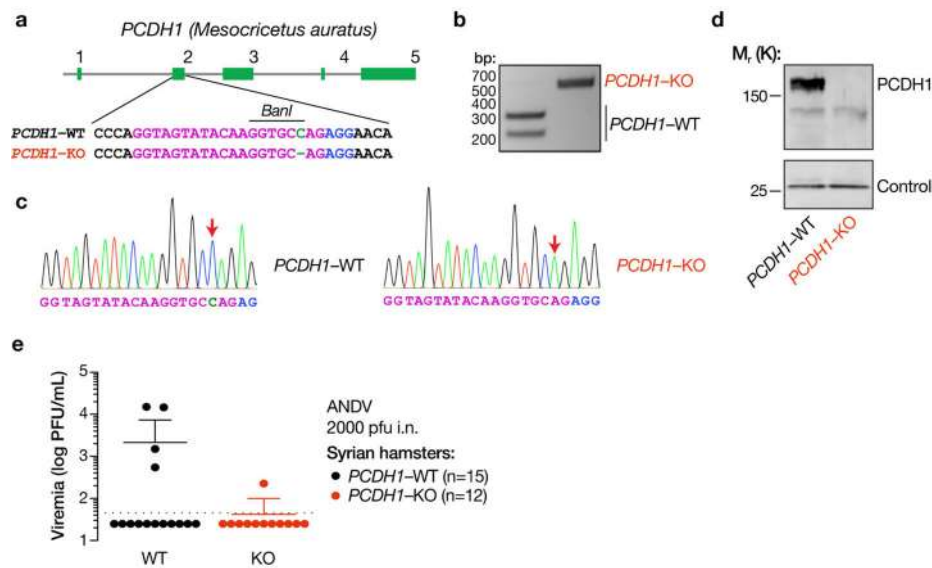 a
PCDH1 (Mesocricetus auratus)
1 2 3 4 5
BanI
PCDH1–WT CCCAGGTAGTATACAAGGTGCCAGAGGAACA
PCDH1–KO CCCAGGTAGTATACAAGGTGC–AGAGGAACA
b
bp:
700
500
400
300
200
PCDH1–KO
PCDH1–WT
c
PCDH1–WT
GGTAGTATACAAGGTGCCAGAG
PCDH1–KO
GGTAGTATACAAGGTGCAGAGG
d
Mr (K):
150
PCDH1
25
Control
PCDH1–WT
PCDH1–KO
e
Viremia (log PFU/mL)
5
4
3
2
1
WT KO
ANDV
2000 pfu i.n.
Syrian hamsters:
PCDH1–WT (n=15)
PCDH1–KO (n=12)